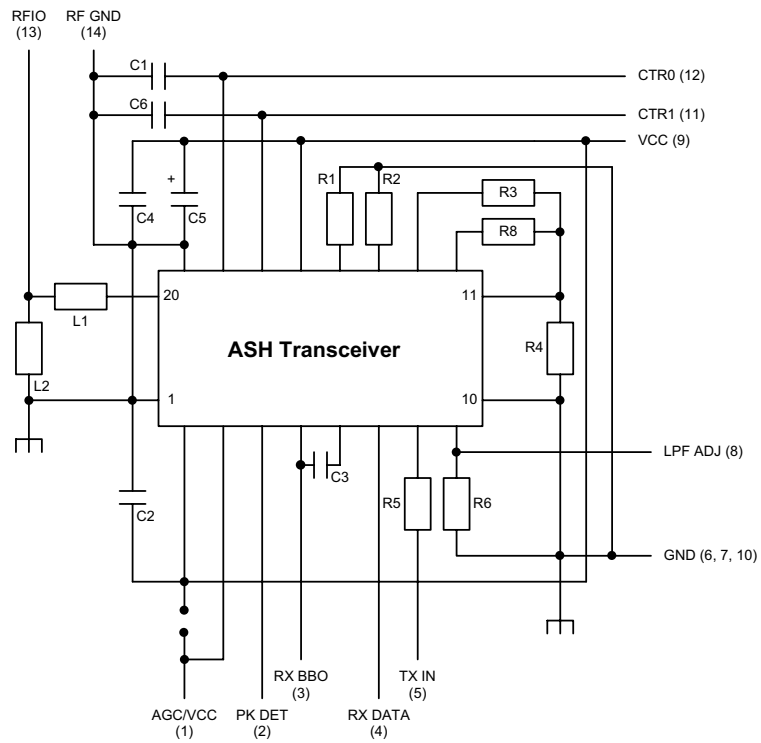 RFIO
(13)
RF GND
(14)
C1
CTR0 (12)
C6
CTR1 (11)
VCC (9)
+
C4
C5
R1
R2
R3
R8
20
11
L1
R4
ASH Transceiver
L2
1
10
C3
LPF ADJ (8)
C2
R5
R6
GND (6, 7, 10)
RX BBO
(3)
TX IN
(5)
AGC/VCC
(1)
PK DET
(2)
RX DATA
(4)